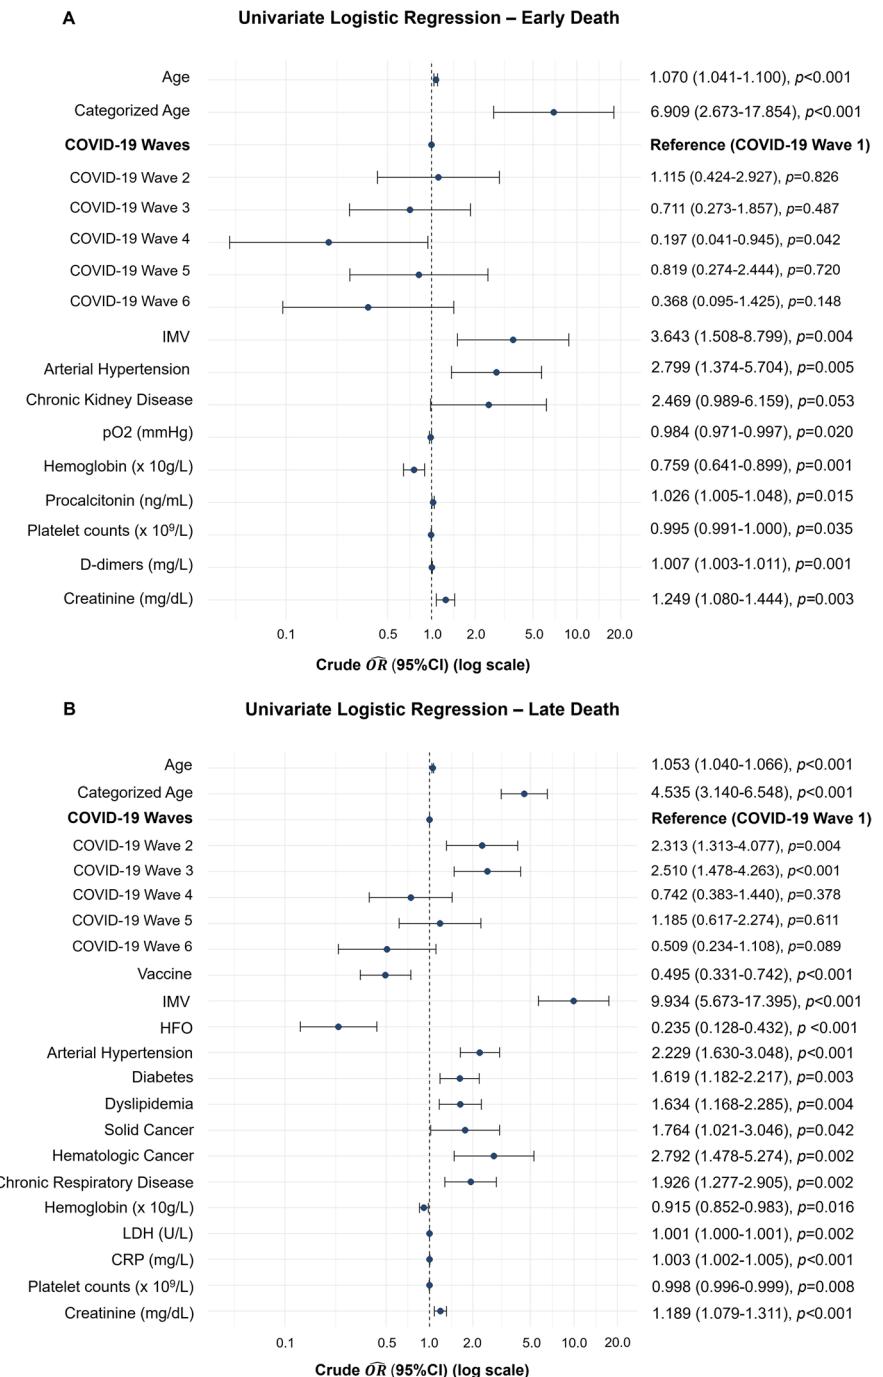 A
Univariate Logistic Regression – Early Death
Age 1.070 (1.041-1.100), p<0.001
Categorized Age 6.909 (2.673-17.854), p<0.001
COVID-19 Waves Reference (COVID-19 Wave 1)
COVID-19 Wave 2 1.115 (0.424-2.927), p=0.826
COVID-19 Wave 3 0.711 (0.273-1.857), p=0.487
COVID-19 Wave 4 0.197 (0.041-0.945), p=0.042
COVID-19 Wave 5 0.819 (0.274-2.444), p=0.720
COVID-19 Wave 6 0.368 (0.095-1.425), p=0.148
IMV 3.643 (1.508-8.799), p=0.004
Arterial Hypertension 2.799 (1.374-5.704), p=0.005
Chronic Kidney Disease 2.469 (0.989-6.159), p=0.053
pO2 (mmHg) 0.984 (0.971-0.997), p=0.020
Hemoglobin (x 10g/L) 0.759 (0.641-0.899), p=0.001
Procalcitonin (ng/mL) 1.026 (1.005-1.048), p=0.015
Platelet counts (x 10⁹/L) 0.995 (0.991-1.000), p=0.035
D-dimers (mg/L) 1.007 (1.003-1.011), p=0.001
Creatinine (mg/dL) 1.249 (1.080-1.444), p=0.003
0.1 0.5 1.0 2.0 5.0 10.0 20.0
Crude O͡R (95%CI) (log scale)
B
Univariate Logistic Regression – Late Death
Age 1.053 (1.040-1.066), p<0.001
Categorized Age 4.535 (3.140-6.548), p<0.001
COVID-19 Waves Reference (COVID-19 Wave 1)
COVID-19 Wave 2 2.313 (1.313-4.077), p=0.004
COVID-19 Wave 3 2.510 (1.478-4.263), p<0.001
COVID-19 Wave 4 0.742 (0.383-1.440), p=0.378
COVID-19 Wave 5 1.185 (0.617-2.274), p=0.611
COVID-19 Wave 6 0.509 (0.234-1.108), p=0.089
Vaccine 0.495 (0.331-0.742), p<0.001
IMV 9.934 (5.673-17.395), p<0.001
HFO 0.235 (0.128-0.432), p <0.001
Arterial Hypertension 2.229 (1.630-3.048), p<0.001
Diabetes 1.619 (1.182-2.217), p=0.003
Dyslipidemia 1.634 (1.168-2.285), p=0.004
Solid Cancer 1.764 (1.021-3.046), p=0.042
Hematologic Cancer 2.792 (1.478-5.274), p=0.002
Chronic Respiratory Disease 1.926 (1.277-2.905), p=0.002
Hemoglobin (x 10g/L) 0.915 (0.852-0.983), p=0.016
LDH (U/L) 1.001 (1.000-1.001), p=0.002
CRP (mg/L) 1.003 (1.002-1.005), p<0.001
Platelet counts (x 10⁹/L) 0.998 (0.996-0.999), p=0.008
Creatinine (mg/dL) 1.189 (1.079-1.311), p<0.001
0.1 0.5 1.0 2.0 5.0 10.0 20.0
Crude O͡R (95%CI) (log scale)